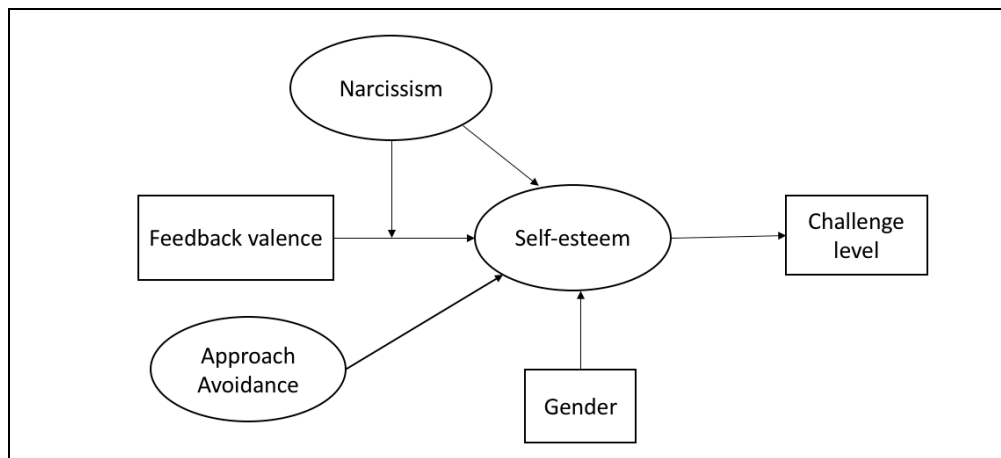 Narcissism
Feedback valence
Self-esteem
Challenge
level
Approach
Avoidance
Gender